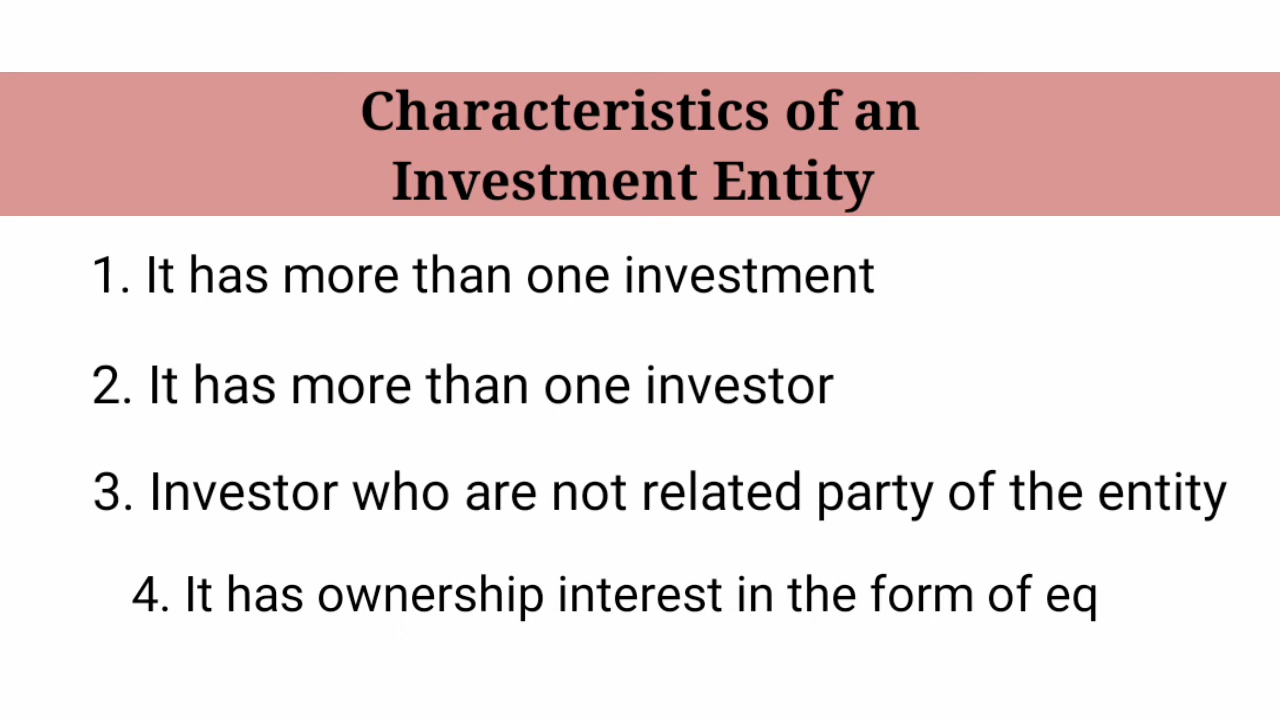 Characteristics of an
Investment Entity
1. It has more than one investment
2. It has more than one investor
3. Investor who are not related party of the entity
4. It has ownership interest in the form of eq